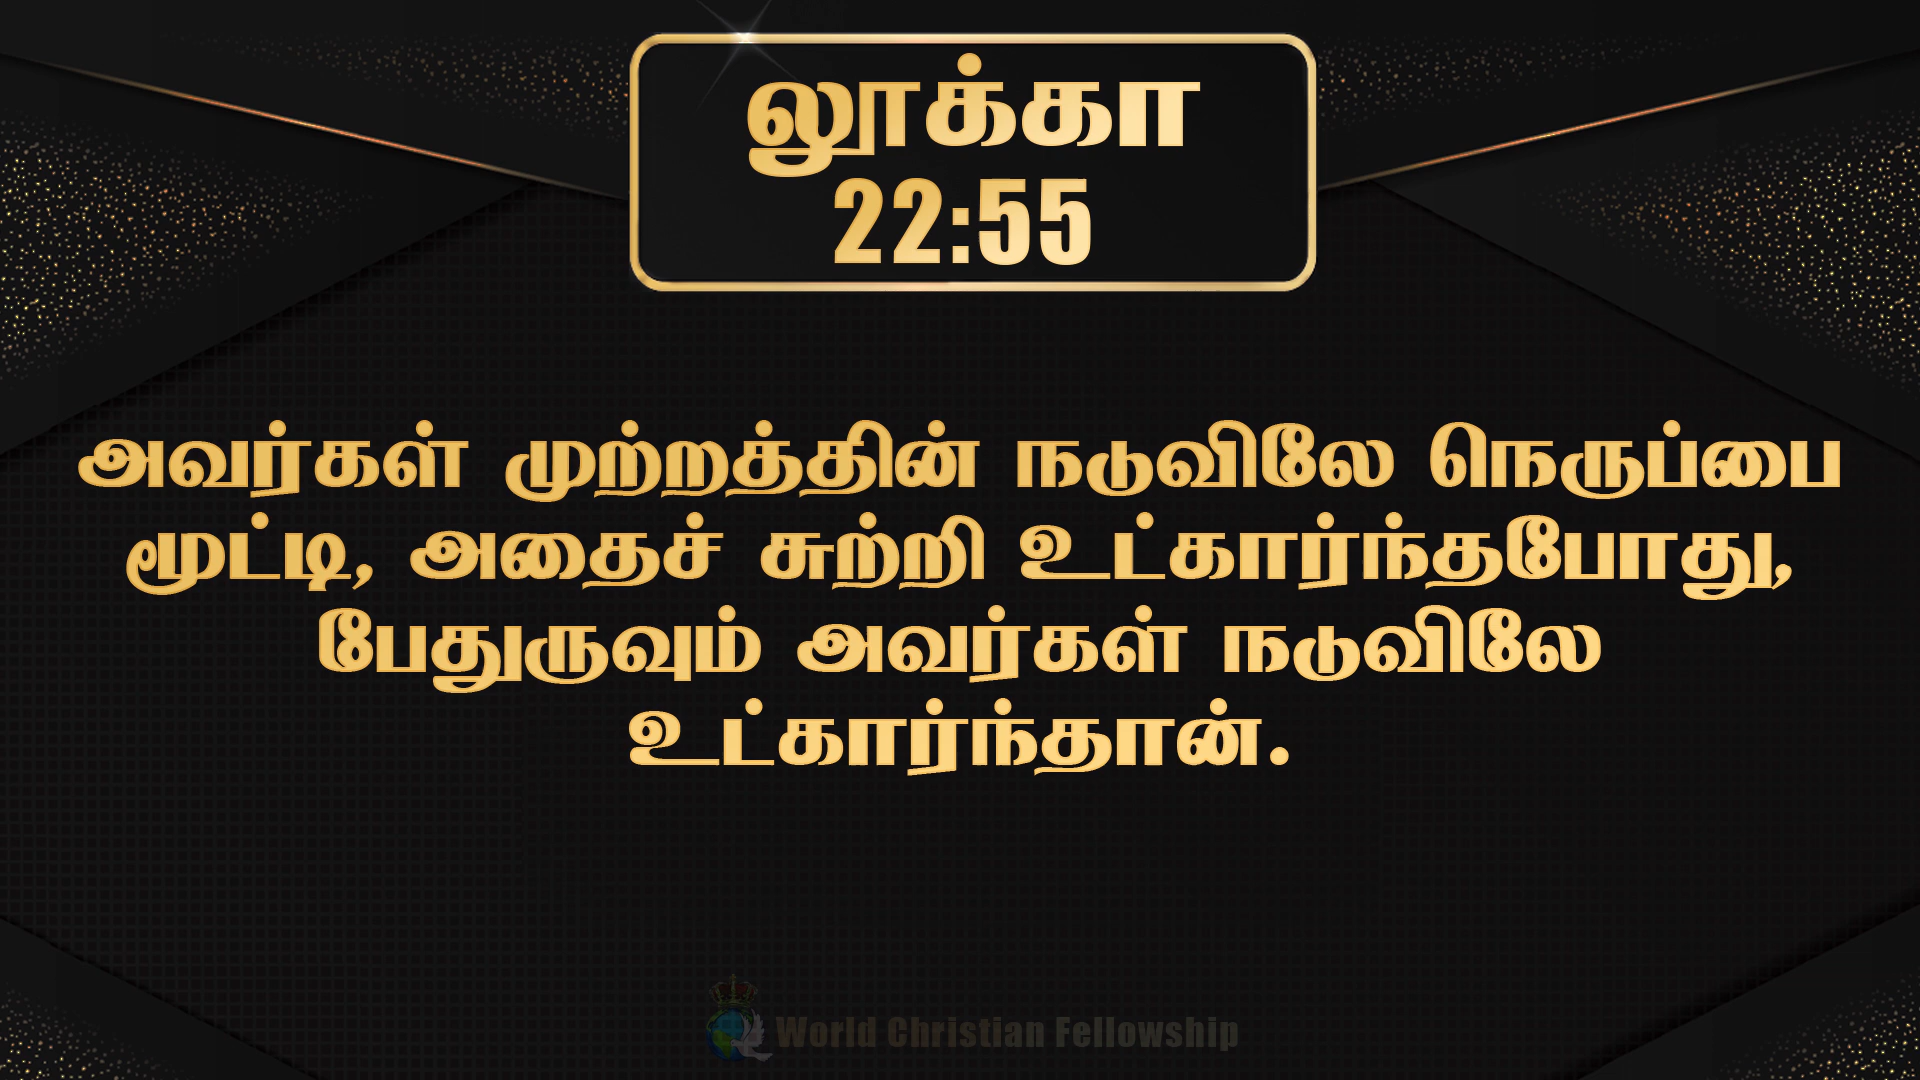 லூக்கா
22:55
அவர்கள் முற்றத்தின் நடுவிலே நெருப்பை
மூட்டி, அதைச் சுற்றி உட்கார்ந்தபோது,
பேதுருவும் அவர்கள் நடுவிலே
உட்கார்ந்தான்.
World Christian Fellowship